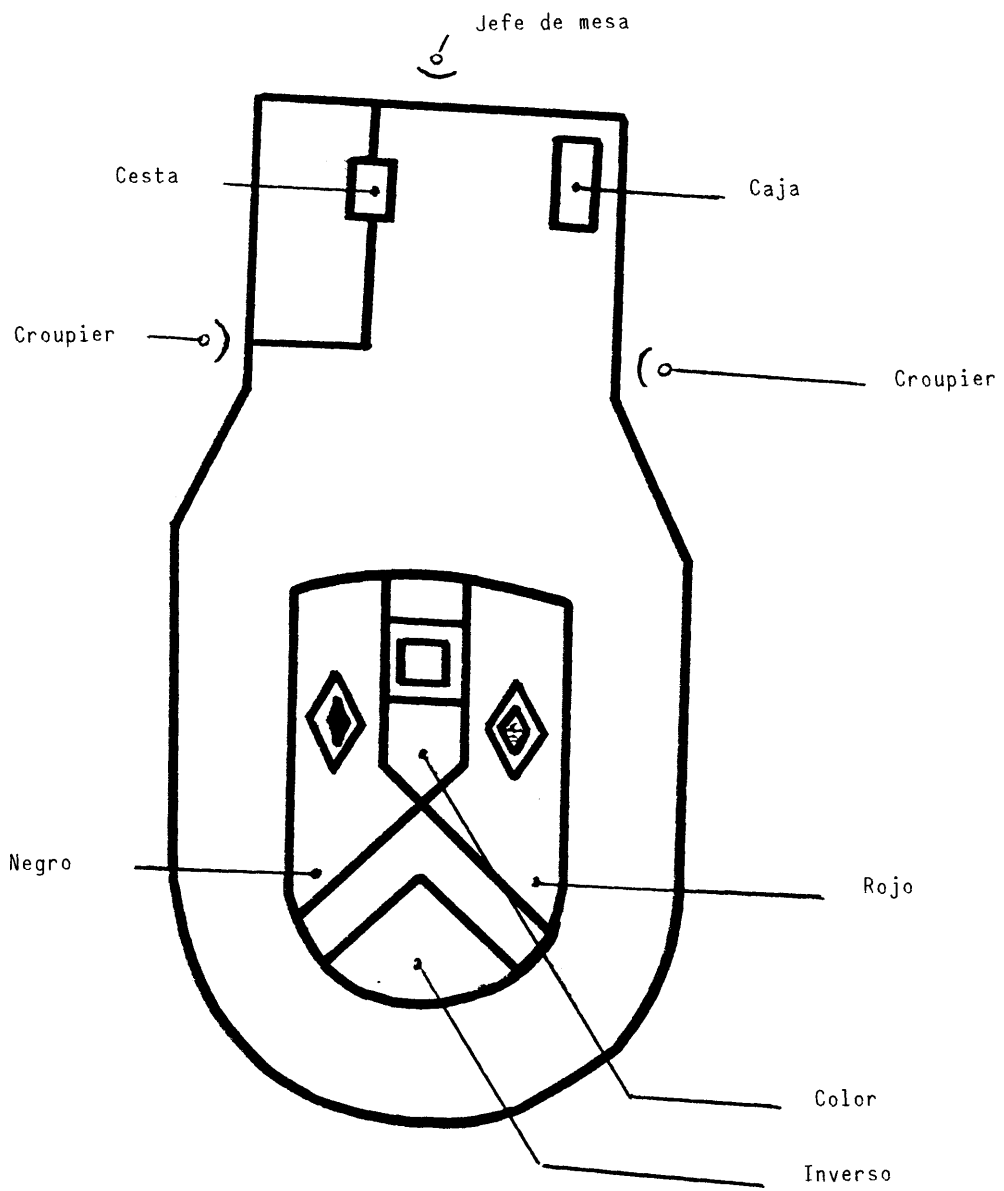 Jefe de mesa
Cesta
Caja
Croupier
Croupier
Negro
Rojo
Color
Inverso